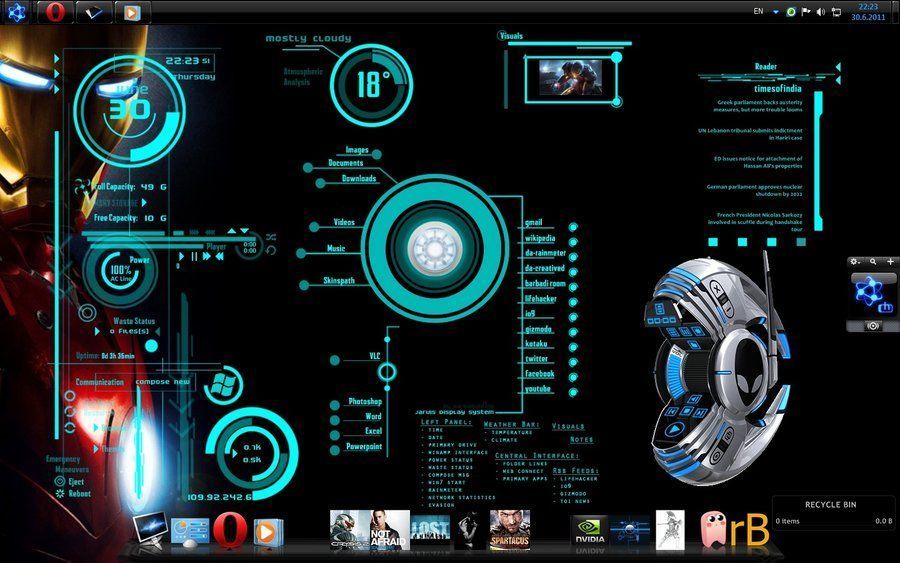 EN
22:23
30.6.2011
22:23
Thursday
June
30
Full Capacity: 49 G
Free Capacity: 10 G
Player
0:00
0:00
Power
100%
AC Line
Waste Status
0 Files(s)
Uptime: 0d 3h 36min
Communication
compose new
Emergency
Maneuvers
Eject
Reboot
0.1K
0.5K
109.92.242.6
mostly cloudy
Atmospheric
Analysis
18°
Images
Documents
Downloads
Videos
Music
Skinspath
VLC
Photoshop
Word
Excel
Powerpoint
Visuals
gmail
wikipedia
da-rainmeter
da-creatived
barbadi room
lifehacker
io9
gizmodo
kotaku
twitter
facebook
youtube
Jarvis Display System
Left Panel:
- Time
- Date
- Primary Drive
- Winamp Interface
- Power Status
- Waste Status
- Compose MSG
- Win7 Start
- Rainmeter
- Network Statistics
- Evasion
Weather Bar:
- Temperature
- Climate
Visuals
Notes
Central Interface:
- Folder Links
- Web Connect
- Primary Apps
RSS Feeds:
- Lifehacker
- IO9
- Gizmodo
- TOI News
Reader
timesofindia
Greek parliament backs austerity
measures, but more trouble looms
UN Lebanon tribunal submits indictment
in Hariri case
ED issues notice for attachment of
Hassan Ali's properties
German parliament approves nuclear
shutdown by 2022
French President Nicolas Sarkozy
involved in scuffle during handshake
tour
RECYCLE BIN
0 Items
0.0 B
CRYSIS 2
NOT
AFRAID
LOST
SPARTACUS
NVIDIA
rB